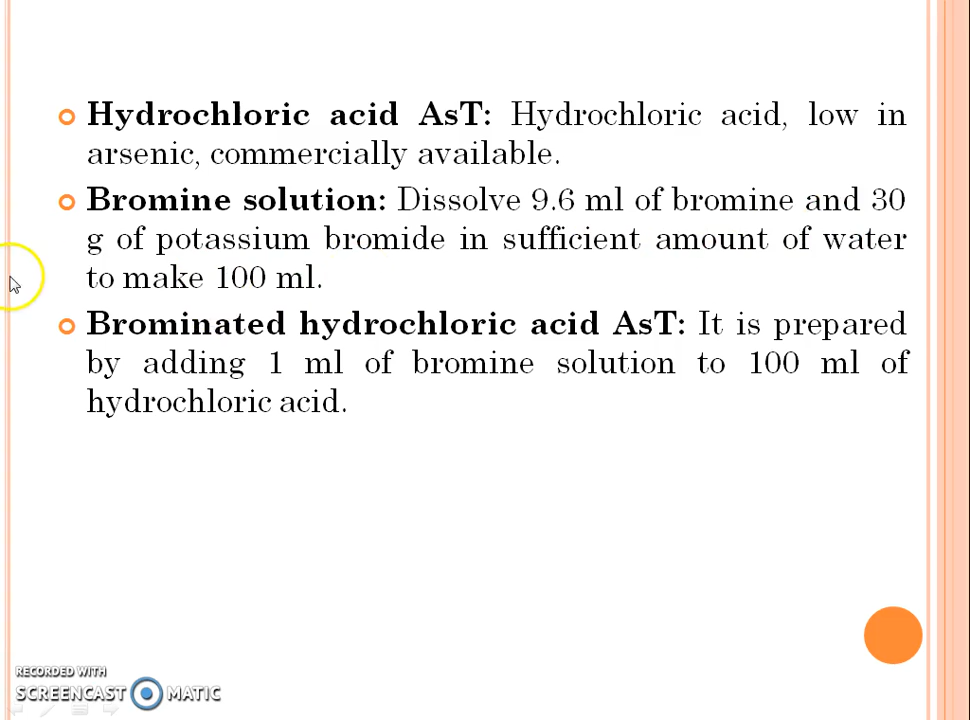 Hydrochloric acid AsT: Hydrochloric acid, low in
arsenic, commercially available.
Bromine solution: Dissolve 9.6 ml of bromine and 30
g of potassium bromide in sufficient amount of water
to make 100 ml.
Brominated hydrochloric acid AsT: It is prepared
by adding 1 ml of bromine solution to 100 ml of
hydrochloric acid.
RECORDED WITH
SCREENCAST MATIC